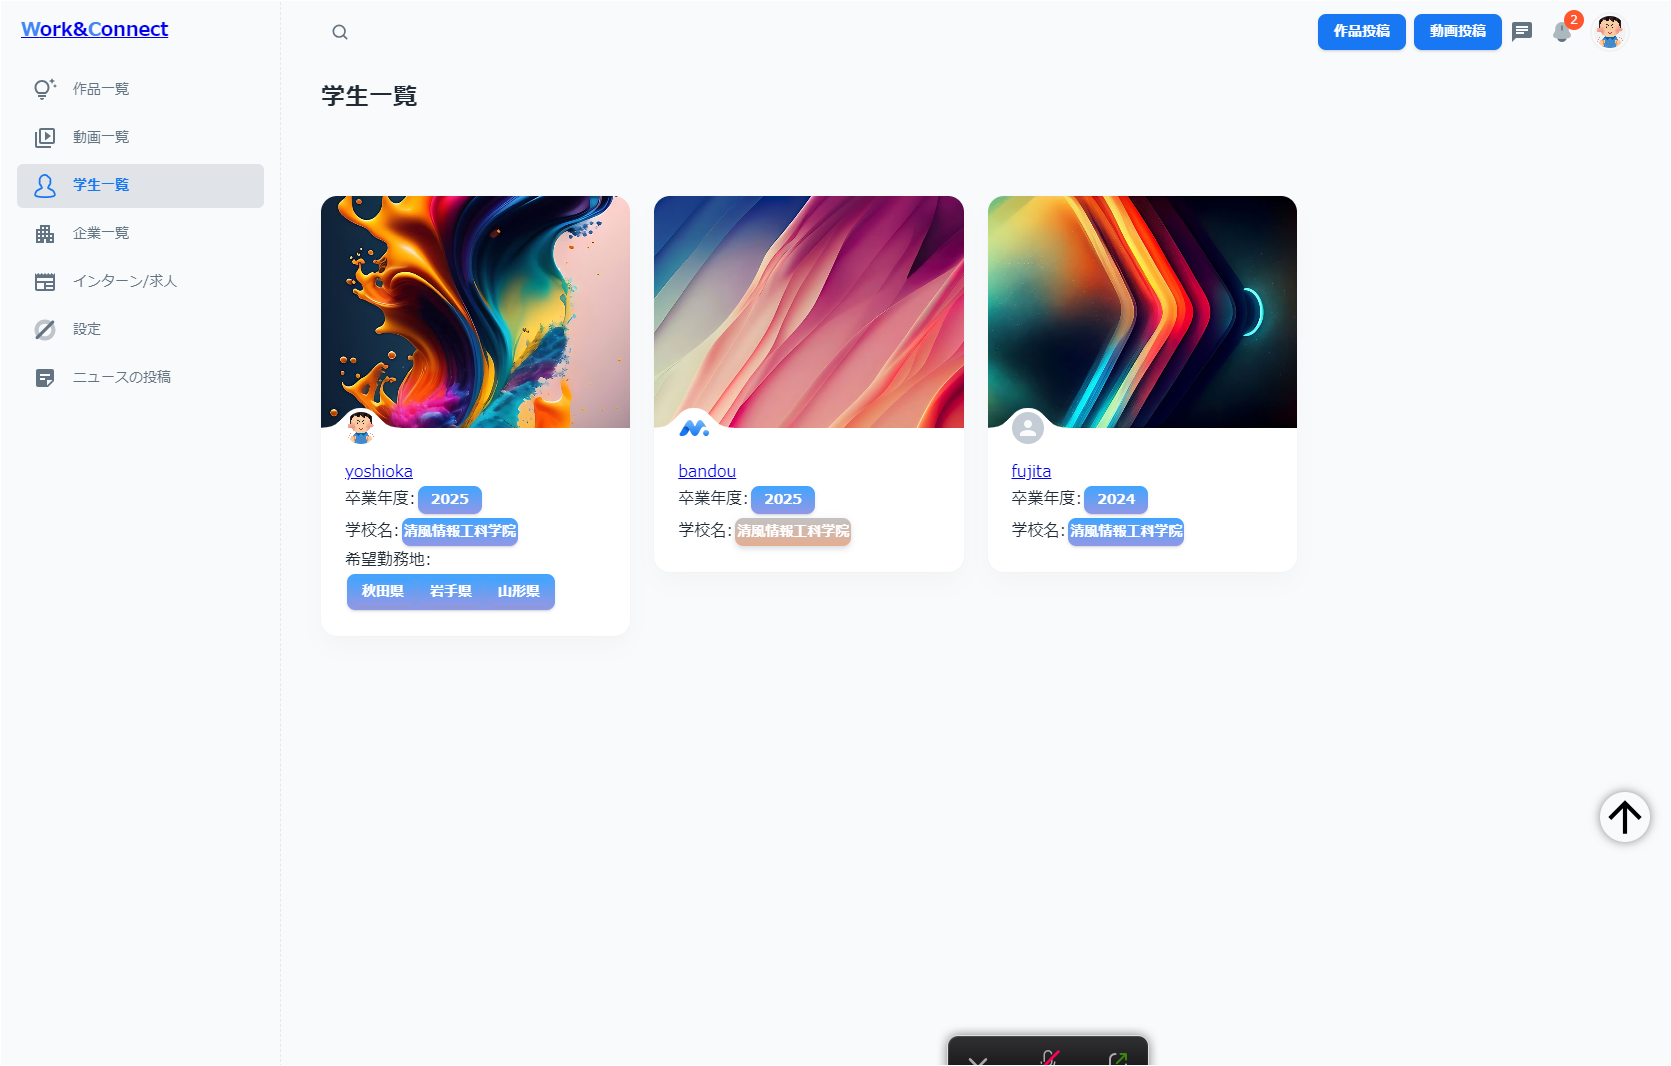 Work&Connect
作品投稿
動画投稿
2
作品一覧
動画一覧
学生一覧
企業一覧
インターン/求人
設定
ニュースの投稿
学生一覧
yoshioka
卒業年度: 2025
学校名: 清風情報工科学院
希望勤務地:
秋田県 岩手県 山形県
bandou
卒業年度: 2025
学校名: 清風情報工科学院
fujita
卒業年度: 2024
学校名: 清風情報工科学院